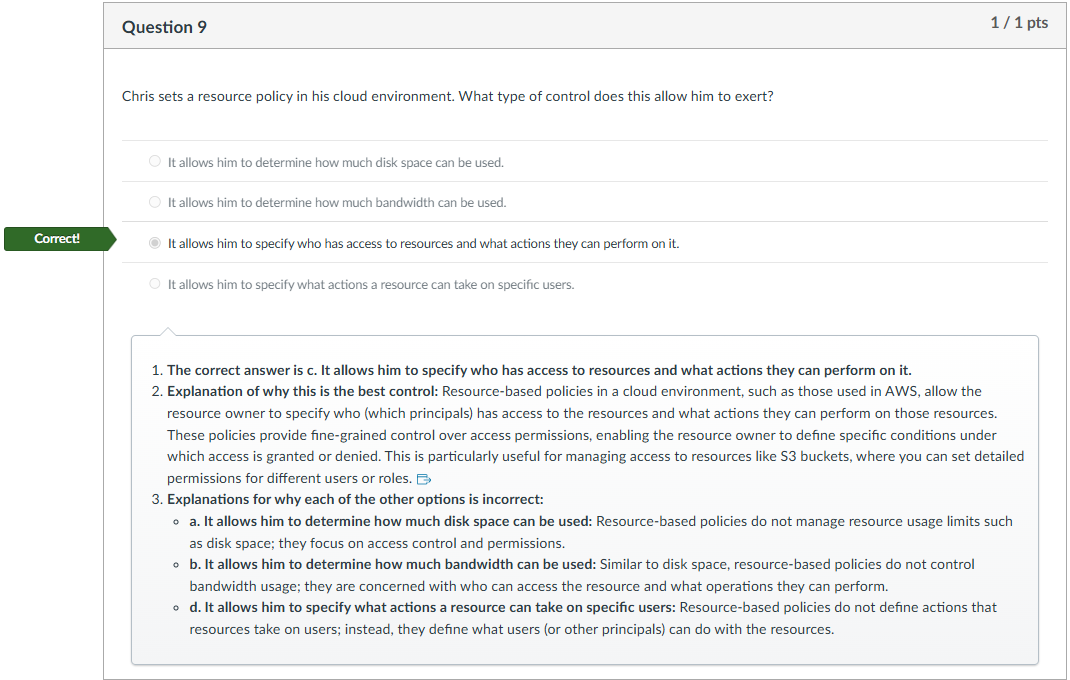 Question 9
1 / 1 pts
Chris sets a resource policy in his cloud environment. What type of control does this allow him to exert?
It allows him to determine how much disk space can be used.
It allows him to determine how much bandwidth can be used.
Correct!
It allows him to specify who has access to resources and what actions they can perform on it.
It allows him to specify what actions a resource can take on specific users.
1. The correct answer is c. It allows him to specify who has access to resources and what actions they can perform on it.
2. Explanation of why this is the best control: Resource-based policies in a cloud environment, such as those used in AWS, allow the
resource owner to specify who (which principals) has access to the resources and what actions they can perform on those resources.
These policies provide fine-grained control over access permissions, enabling the resource owner to define specific conditions under
which access is granted or denied. This is particularly useful for managing access to resources like S3 buckets, where you can set detailed
permissions for different users or roles.
3. Explanations for why each of the other options is incorrect:
◦ a. It allows him to determine how much disk space can be used: Resource-based policies do not manage resource usage limits such
as disk space; they focus on access control and permissions.
◦ b. It allows him to determine how much bandwidth can be used: Similar to disk space, resource-based policies do not control
bandwidth usage; they are concerned with who can access the resource and what operations they can perform.
◦ d. It allows him to specify what actions a resource can take on specific users: Resource-based policies do not define actions that
resources take on users; instead, they define what users (or other principals) can do with the resources.